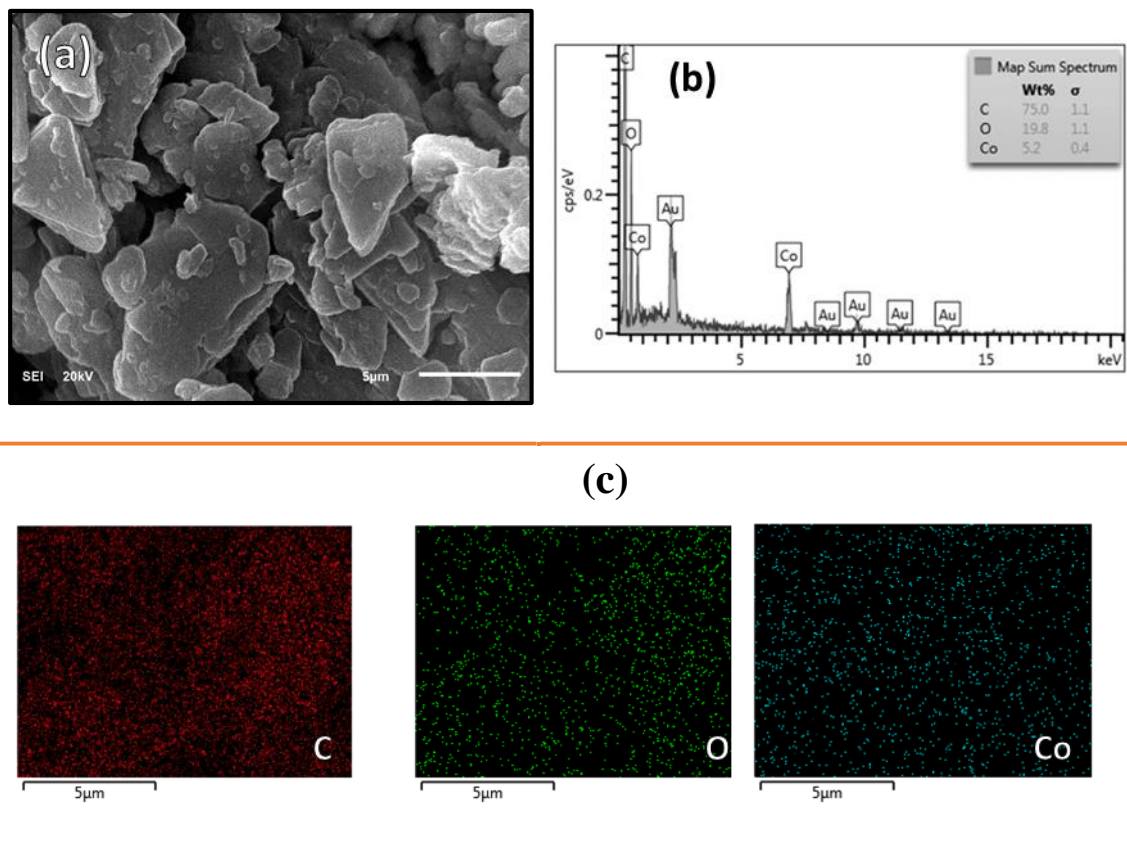 (a)
SEI 20kV 5µm
(b)
Map Sum Spectrum
Wt% σ
C 75.0 1.1
O 19.8 1.1
Co 5.2 0.4
C
O
Co
Au
Co
Au
Au
Au
Au
cps/eV
0.2
0
5 10 15 keV
(c)
C
O
Co
5µm
5µm
5µm